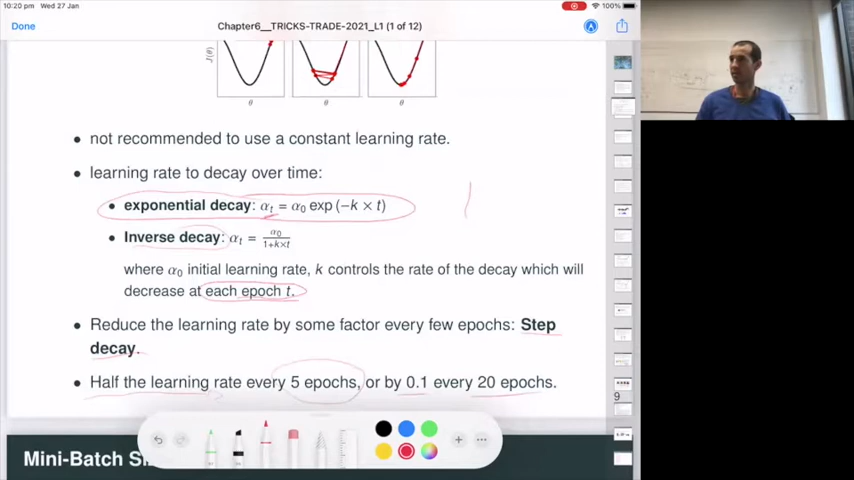 10:20 pm Wed 27 Jan
100%
Done
Chapter6__TRICKS-TRADE-2021_L1 (1 of 12)
J(θ)
θ θ θ
• not recommended to use a constant learning rate.
• learning rate to decay over time:
• exponential decay: αt = α0 exp (−k × t)
• Inverse decay: αt = α0 / 1+k×t
where α0 initial learning rate, k controls the rate of the decay which will
decrease at each epoch t.
• Reduce the learning rate by some factor every few epochs: Step
decay.
• Half the learning rate every 5 epochs, or by 0.1 every 20 epochs.
9
Mini-Batch